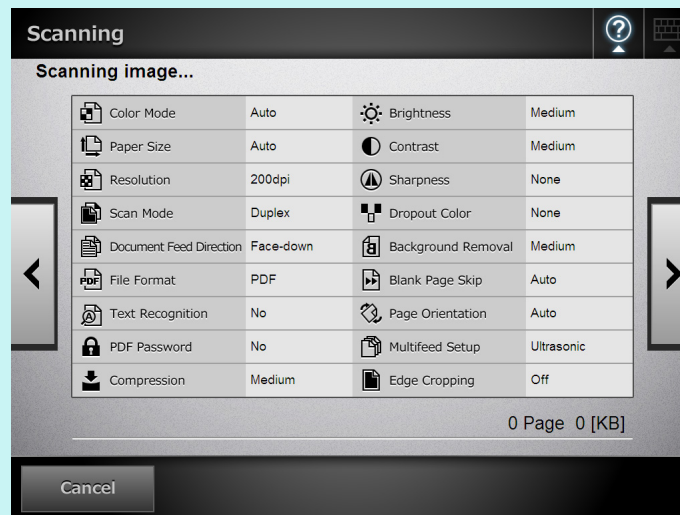 Scanning
Scanning image...
Color Mode Auto Brightness Medium
Paper Size Auto Contrast Medium
Resolution 200dpi Sharpness None
Scan Mode Duplex Dropout Color None
Document Feed Direction Face-down Background Removal Medium
PDF File Format PDF Blank Page Skip Auto
Text Recognition No Page Orientation Auto
PDF Password No Multifeed Setup Ultrasonic
Compression Medium Edge Cropping Off
0 Page 0 [KB]
Cancel